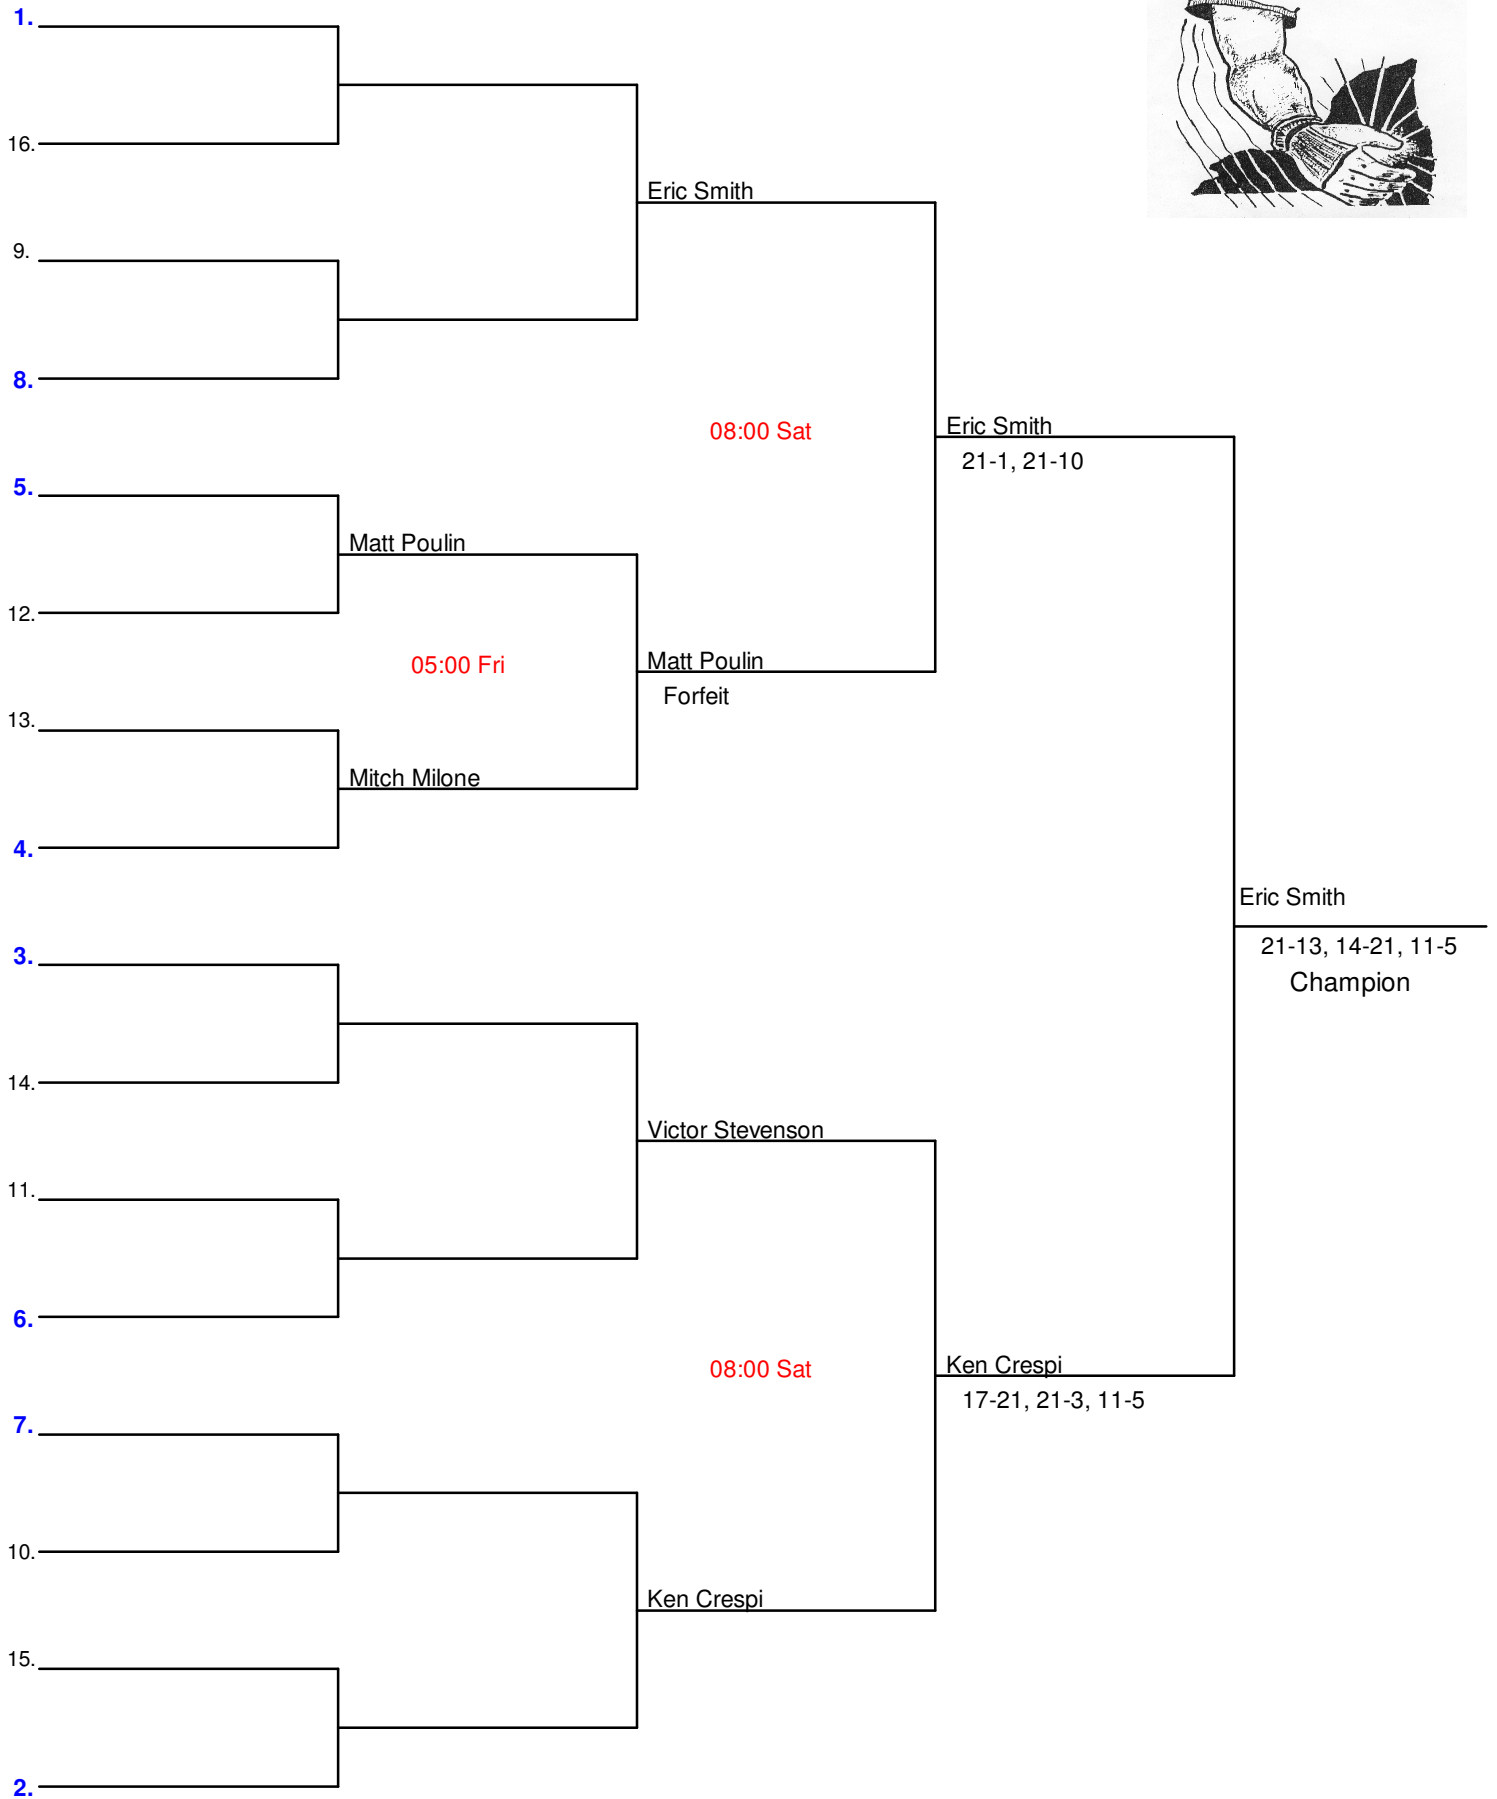 1.
16.
Eric Smith
9.
8.
08:00 Sat
Eric Smith
21-1, 21-10
5.
Matt Poulin
12.
05:00 Fri
Matt Poulin
Forfeit
13.
Mitch Milone
4.
Eric Smith
21-13, 14-21, 11-5
Champion
3.
14.
Victor Stevenson
11.
6.
08:00 Sat
Ken Crespi
17-21, 21-3, 11-5
7.
10.
Ken Crespi
15.
2.